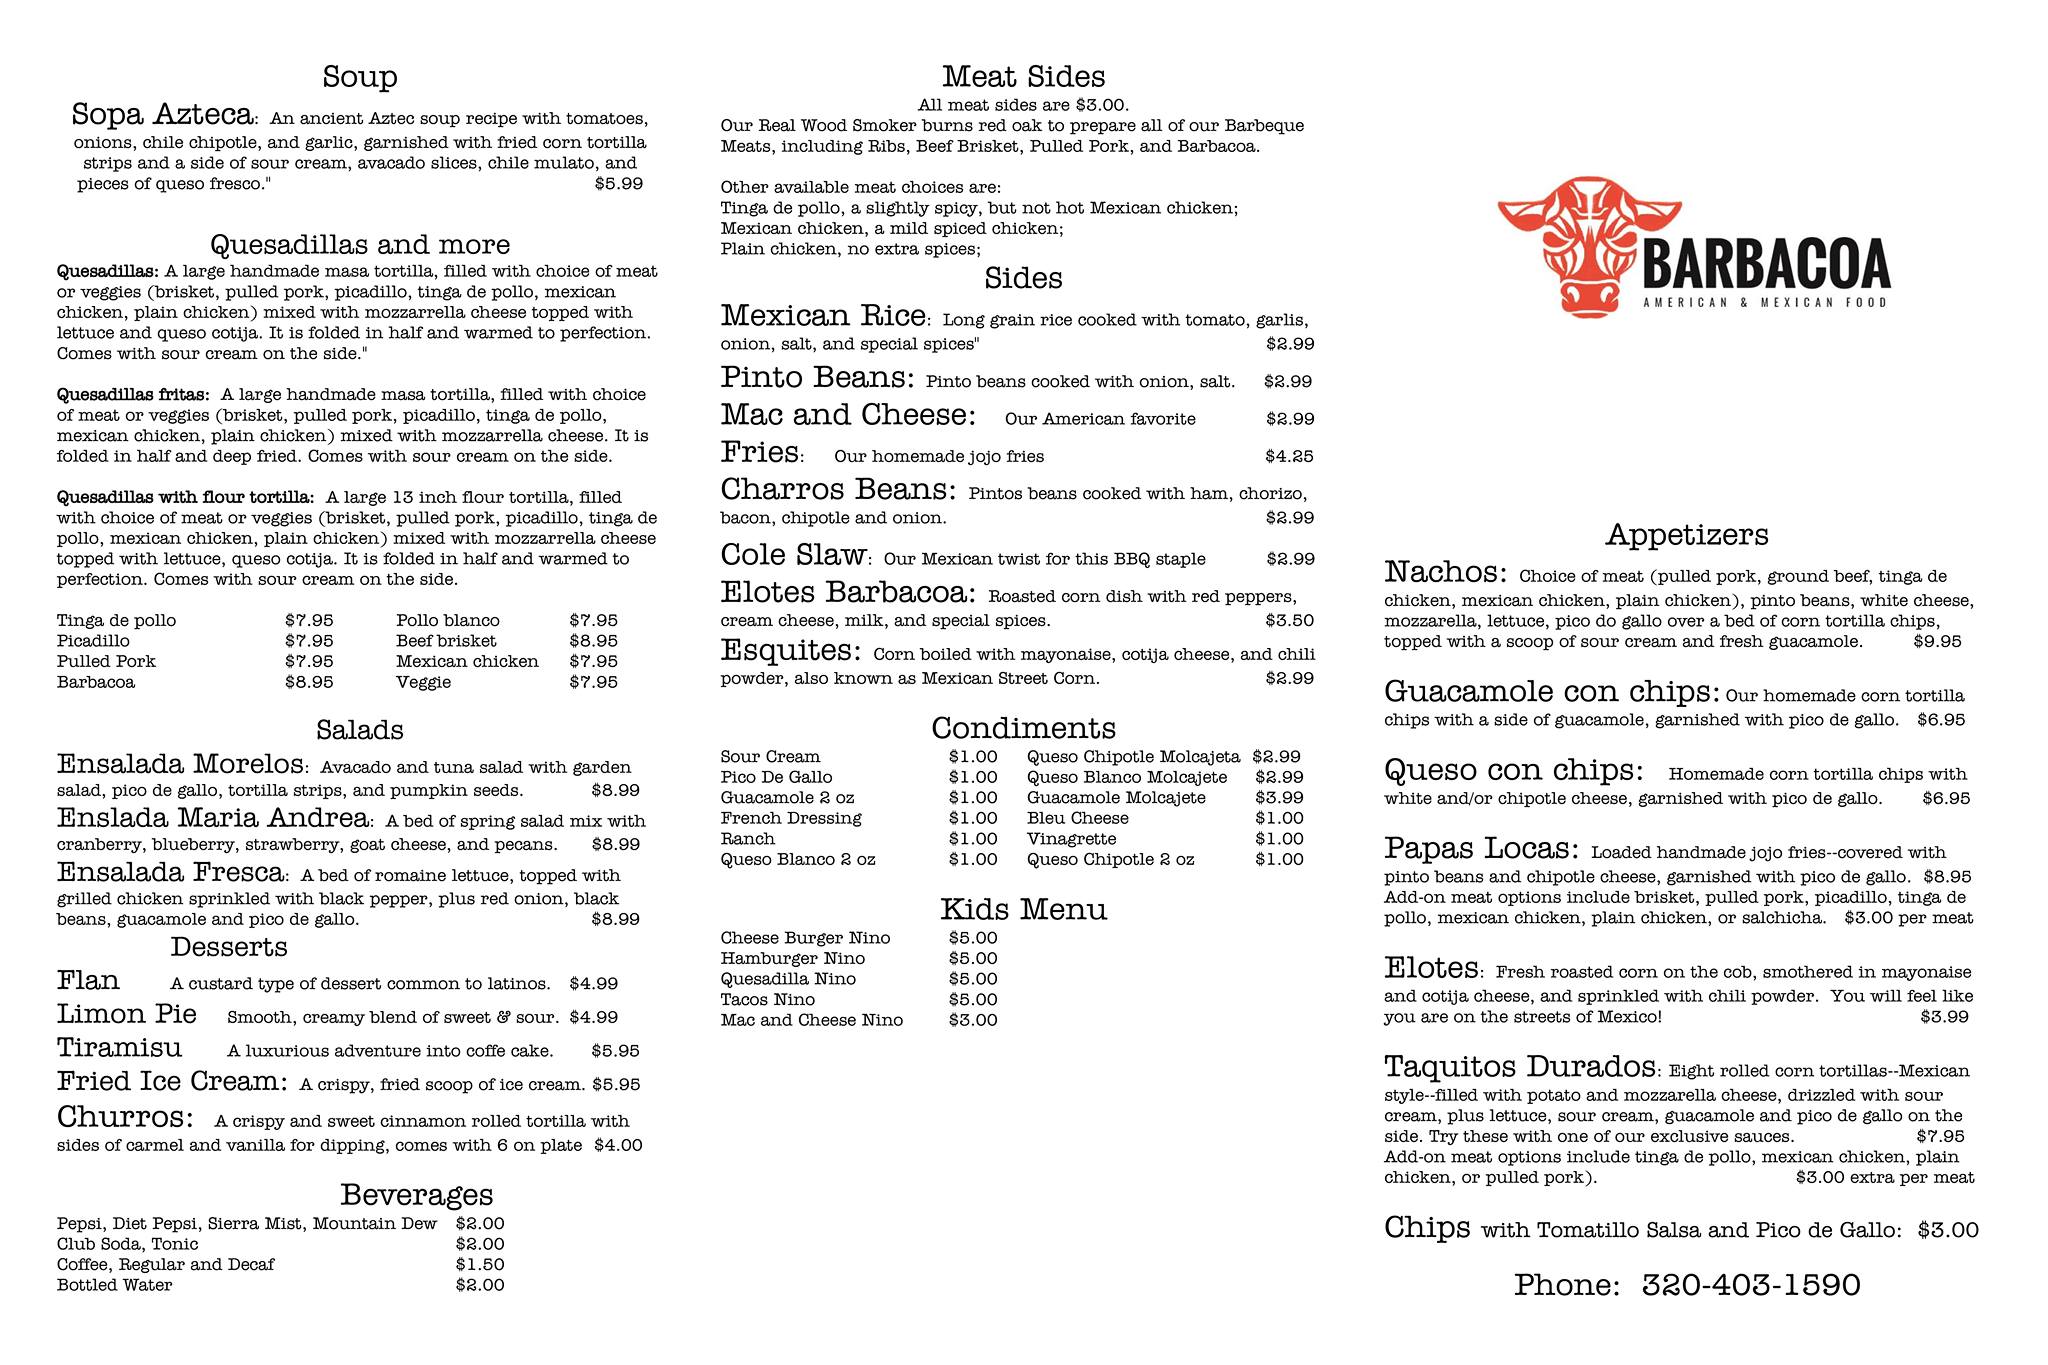 Soup
Sopa Azteca: An ancient Aztec soup recipe with tomatoes,
onions, chile chipotle, and garlic, garnished with fried corn tortilla
strips and a side of sour cream, avacado slices, chile mulato, and
pieces of queso fresco." $5.99
Quesadillas and more
Quesadillas: A large handmade masa tortilla, filled with choice of meat
or veggies (brisket, pulled pork, picadillo, tinga de pollo, mexican
chicken, plain chicken) mixed with mozzarrella cheese topped with
lettuce and queso cotija. It is folded in half and warmed to perfection.
Comes with sour cream on the side."
Quesadillas fritas: A large handmade masa tortilla, filled with choice
of meat or veggies (brisket, pulled pork, picadillo, tinga de pollo,
mexican chicken, plain chicken) mixed with mozzarrella cheese. It is
folded in half and deep fried. Comes with sour cream on the side.
Quesadillas with flour tortilla: A large 13 inch flour tortilla, filled
with choice of meat or veggies (brisket, pulled pork, picadillo, tinga de
pollo, mexican chicken, plain chicken) mixed with mozzarrella cheese
topped with lettuce, queso cotija. It is folded in half and warmed to
perfection. Comes with sour cream on the side.
Tinga de pollo $7.95 Pollo blanco $7.95
Picadillo $7.95 Beef brisket $8.95
Pulled Pork $7.95 Mexican chicken $7.95
Barbacoa $8.95 Veggie $7.95
Salads
Ensalada Morelos: Avacado and tuna salad with garden
salad, pico de gallo, tortilla strips, and pumpkin seeds. $8.99
Enslada Maria Andrea: A bed of spring salad mix with
cranberry, blueberry, strawberry, goat cheese, and pecans. $8.99
Ensalada Fresca: A bed of romaine lettuce, topped with
grilled chicken sprinkled with black pepper, plus red onion, black
beans, guacamole and pico de gallo. $8.99
Desserts
Flan A custard type of dessert common to latinos. $4.99
Limon Pie Smooth, creamy blend of sweet & sour. $4.99
Tiramisu A luxurious adventure into coffe cake. $5.95
Fried Ice Cream: A crispy, fried scoop of ice cream. $5.95
Churros: A crispy and sweet cinnamon rolled tortilla with
sides of carmel and vanilla for dipping, comes with 6 on plate $4.00
Beverages
Pepsi, Diet Pepsi, Sierra Mist, Mountain Dew $2.00
Club Soda, Tonic $2.00
Coffee, Regular and Decaf $1.50
Bottled Water $2.00
Meat Sides
All meat sides are $3.00.
Our Real Wood Smoker burns red oak to prepare all of our Barbeque
Meats, including Ribs, Beef Brisket, Pulled Pork, and Barbacoa.
Other available meat choices are:
Tinga de pollo, a slightly spicy, but not hot Mexican chicken;
Mexican chicken, a mild spiced chicken;
Plain chicken, no extra spices;
Sides
Mexican Rice: Long grain rice cooked with tomato, garlis,
onion, salt, and special spices" $2.99
Pinto Beans: Pinto beans cooked with onion, salt. $2.99
Mac and Cheese: Our American favorite $2.99
Fries: Our homemade jojo fries $4.25
Charros Beans: Pintos beans cooked with ham, chorizo,
bacon, chipotle and onion. $2.99
Cole Slaw: Our Mexican twist for this BBQ staple $2.99
Elotes Barbacoa: Roasted corn dish with red peppers,
cream cheese, milk, and special spices. $3.50
Esquites: Corn boiled with mayonaise, cotija cheese, and chili
powder, also known as Mexican Street Corn. $2.99
Condiments
Sour Cream $1.00 Queso Chipotle Molcajeta $2.99
Pico De Gallo $1.00 Queso Blanco Molcajete $2.99
Guacamole 2 oz $1.00 Guacamole Molcajete $3.99
French Dressing $1.00 Bleu Cheese $1.00
Ranch $1.00 Vinagrette $1.00
Queso Blanco 2 oz $1.00 Queso Chipotle 2 oz $1.00
Kids Menu
Cheese Burger Nino $5.00
Hamburger Nino $5.00
Quesadilla Nino $5.00
Tacos Nino $5.00
Mac and Cheese Nino $3.00
BARBACOA
AMERICAN & MEXICAN FOOD
Appetizers
Nachos: Choice of meat (pulled pork, ground beef, tinga de
chicken, mexican chicken, plain chicken), pinto beans, white cheese,
mozzarella, lettuce, pico do gallo over a bed of corn tortilla chips,
topped with a scoop of sour cream and fresh guacamole. $9.95
Guacamole con chips: Our homemade corn tortilla
chips with a side of guacamole, garnished with pico de gallo. $6.95
Queso con chips: Homemade corn tortilla chips with
white and/or chipotle cheese, garnished with pico de gallo. $6.95
Papas Locas: Loaded handmade jojo fries--covered with
pinto beans and chipotle cheese, garnished with pico de gallo. $8.95
Add-on meat options include brisket, pulled pork, picadillo, tinga de
pollo, mexican chicken, plain chicken, or salchicha. $3.00 per meat
Elotes: Fresh roasted corn on the cob, smothered in mayonaise
and cotija cheese, and sprinkled with chili powder. You will feel like
you are on the streets of Mexico! $3.99
Taquitos Durados: Eight rolled corn tortillas--Mexican
style--filled with potato and mozzarella cheese, drizzled with sour
cream, plus lettuce, sour cream, guacamole and pico de gallo on the
side. Try these with one of our exclusive sauces. $7.95
Add-on meat options include tinga de pollo, mexican chicken, plain
chicken, or pulled pork). $3.00 extra per meat
Chips with Tomatillo Salsa and Pico de Gallo: $3.00
Phone: 320-403-1590